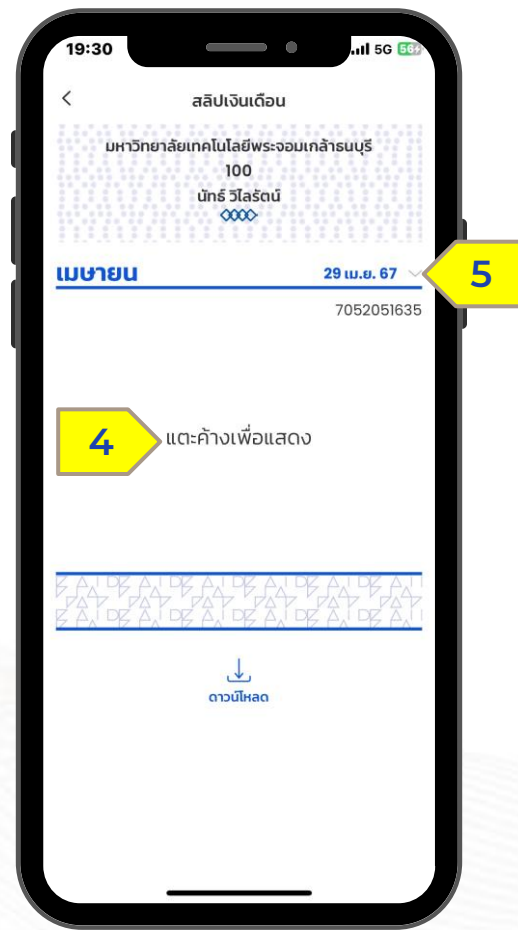 19:30
5G 56
สลิปเงินเดือน
มหาวิทยาลัยเทคโนโลยีพระจอมเกล้าธนบุรี
100
นัทธ์ วิไลรัตน์
เมษายน
29 เม.ย. 67
5
7052051635
4
แตะค้างเพื่อแสดง
ดาวน์โหลด